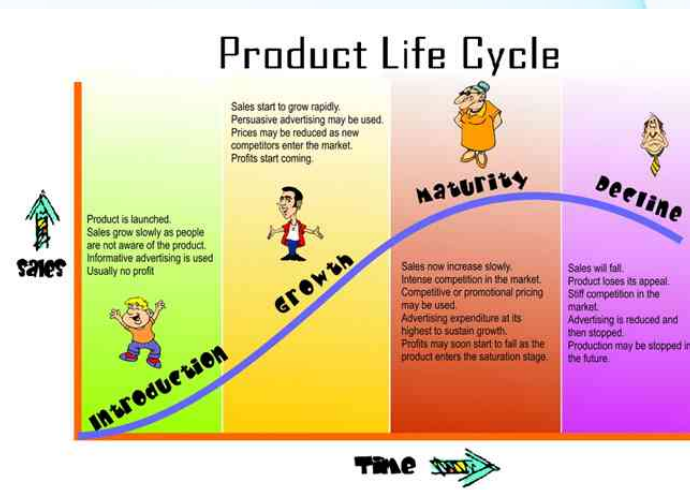 Product Life Cycle
Sales start to grow rapidly.
Persuasive advertising may be used.
Prices may be reduced as new
competitors enter the market.
Profits start coming.
Product is launched.
Sales grow slowly as people
are not aware of the product.
Informative advertising is used
Usually no profit
Sales
Introduction
Growth
Maturity
Decline
Sales now increase slowly.
Intense competition in the market.
Competitive or promotional pricing
may be used.
Advertising expenditure at its
highest to sustain growth.
Profits may soon start to fall as the
product enters the saturation stage.
Sales will fall.
Product loses its appeal.
Stiff competition in the
market.
Advertising is reduced and
then stopped.
Production may be stopped in
the future.
Time